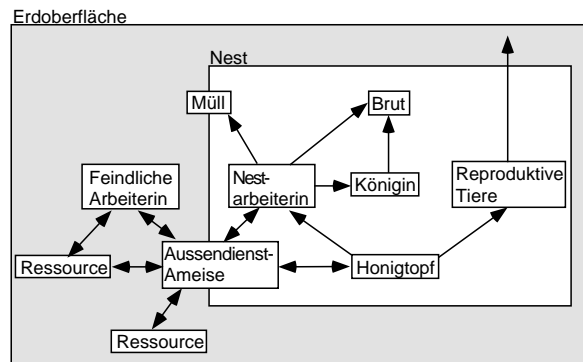 Erdoberfläche
Nest
Müll
Brut
Feindliche
Arbeiterin
Nest-
arbeiterin
Königin
Reproduktive
Tiere
Ressource
Aussendienst-
Ameise
Honigtopf
Ressource